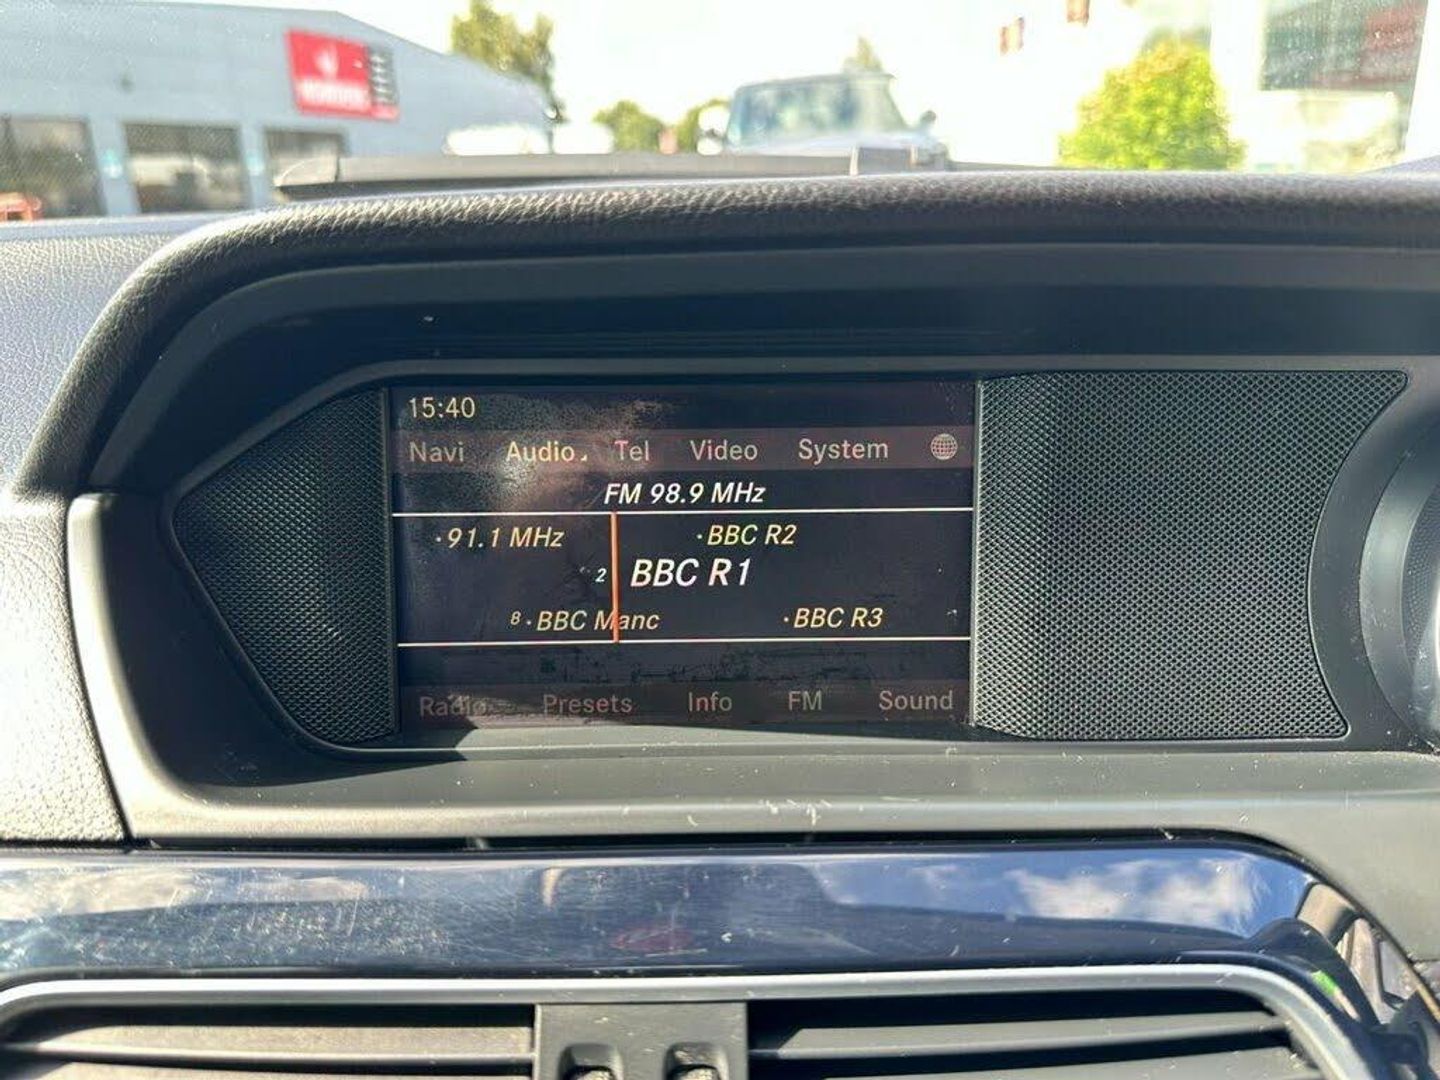 15:40
Navi Audio Tel Video System
FM 98.9 MHz
·91.1 MHz ·BBC R2
2 BBC R1
8 ·BBC Manc ·BBC R3
Radio Presets Info FM Sound